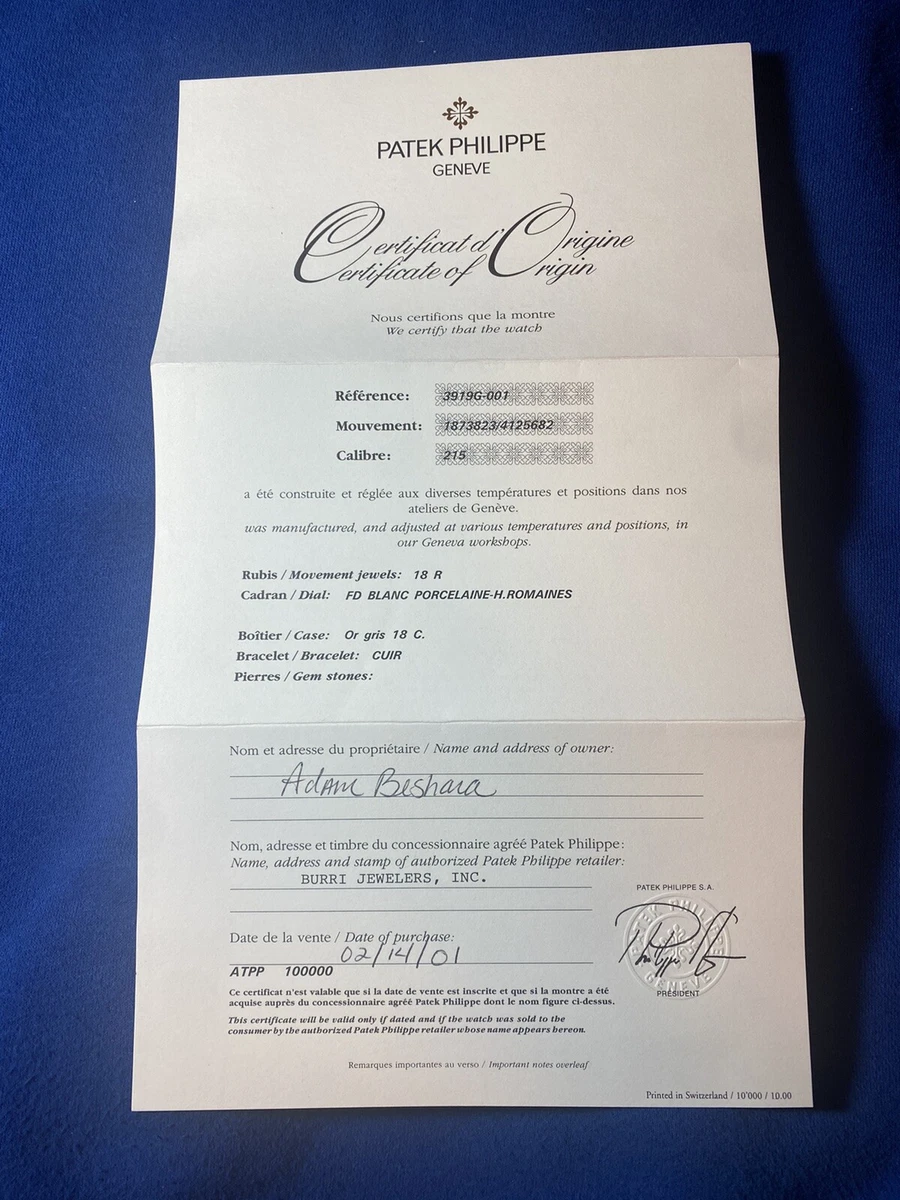 PATEK PHILIPPE
GENEVE
Certificat d'Origine
Certificate of Origin
Nous certifions que la montre
We certify that the watch
Référence: 3919G-001
Mouvement: 1873823/4125682
Calibre: 215
a été construite et réglée aux diverses températures et positions dans nos
ateliers de Genève.
was manufactured, and adjusted at various temperatures and positions, in
our Geneva workshops.
Rubis / Movement jewels: 18 R
Cadran / Dial: FD BLANC PORCELAINE-H.ROMAINES
Boîtier / Case: Or gris 18 C.
Bracelet / Bracelet: CUIR
Pierres / Gem stones:
Nom et adresse du propriétaire / Name and address of owner:
Adam Beshara
Nom, adresse et timbre du concessionnaire agréé Patek Philippe:
Name, address and stamp of authorized Patek Philippe retailer:
BURRI JEWELERS, INC.
PATEK PHILIPPE S.A.
Date de la vente / Date of purchase:
02/14/01
ATPP 100000
PATEK PHILIPPE
GENEVE
PRÉSIDENT
Ce certificat n'est valable que si la date de vente est inscrite et que si la montre a été
acquise auprès du concessionnaire agréé Patek Philippe dont le nom figure ci-dessus.
This certificate will be valid only if dated and if the watch was sold to the
consumer by the authorized Patek Philippe retailer whose name appears hereon.
Remarques importantes au verso / Important notes overleaf
Printed in Switzerland / 10'000 / 10.00